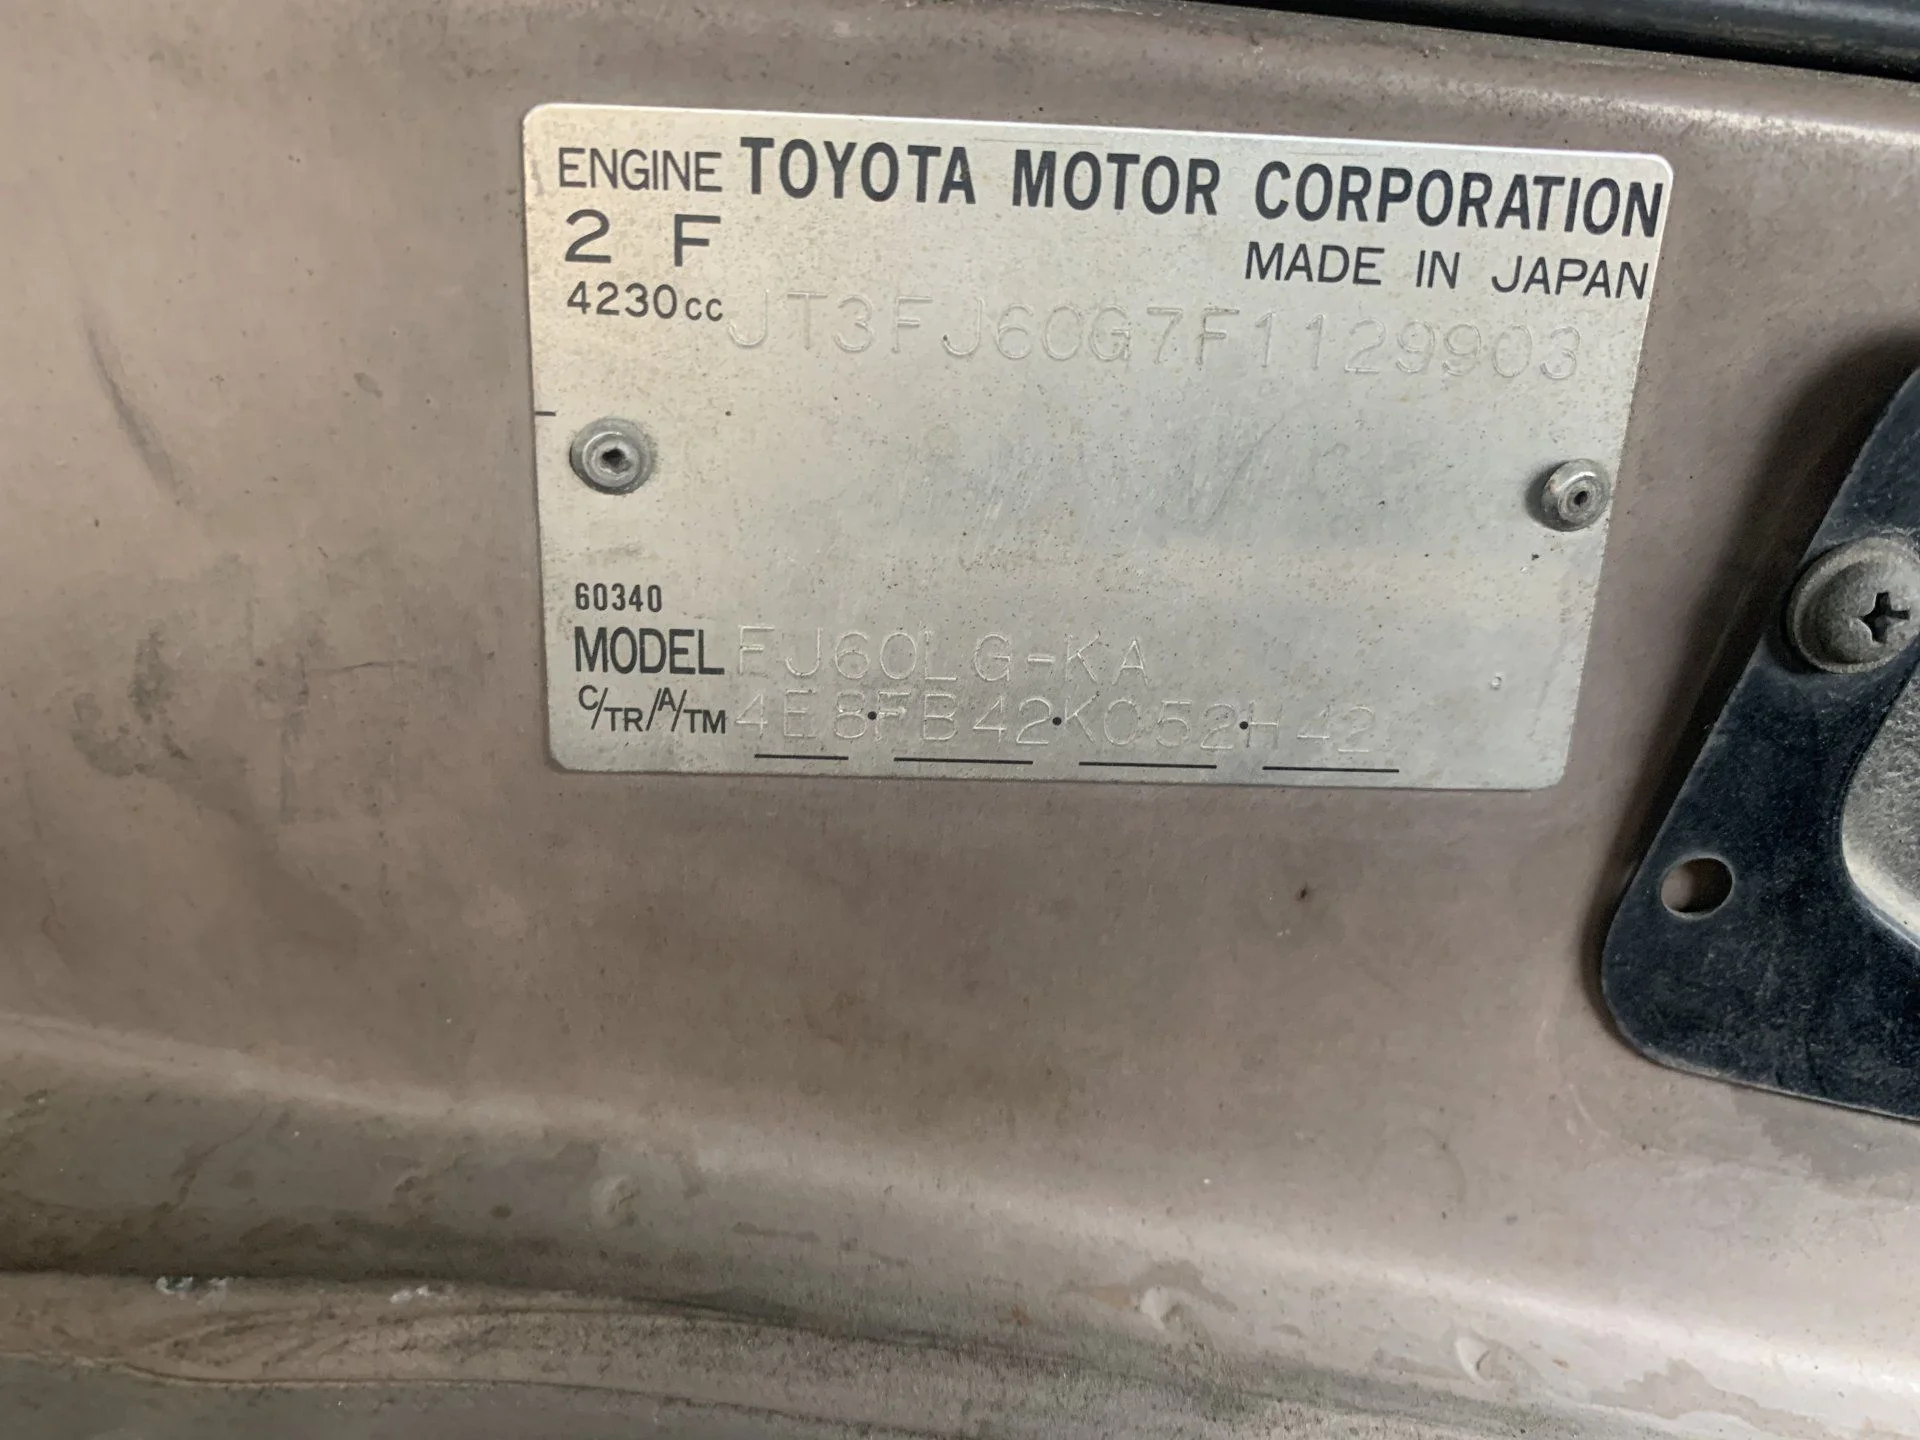 ENGINE TOYOTA MOTOR CORPORATION
2 F MADE IN JAPAN
4230cc JT3FJ60G7F1129903
60340
MODEL FJ60LG-KA
C/TR/A/TM 4E8•FB42•KC52•H42